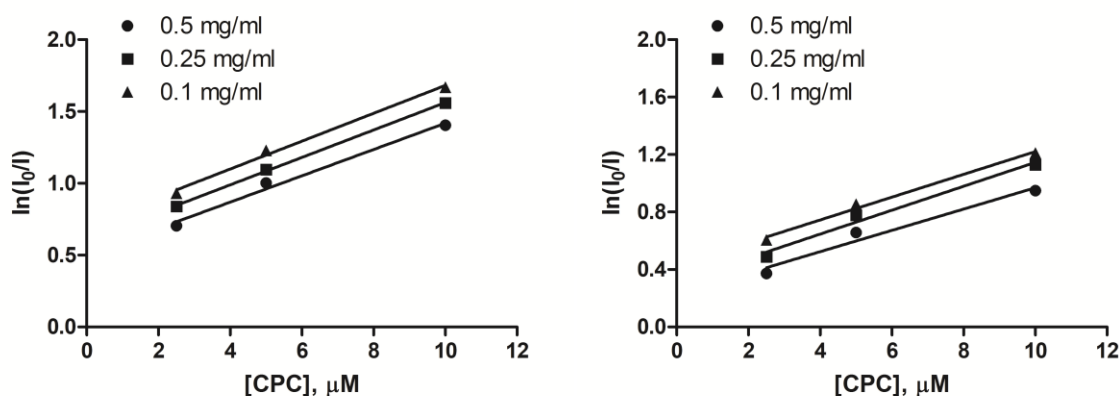 0.5 mg/ml
0.25 mg/ml
0.1 mg/ml
2.0
1.5
1.0
0.5
0.0
ln(I₀/I)
0 2 4 6 8 10 12
[CPC], μM
0.5 mg/ml
0.25 mg/ml
0.1 mg/ml
2.0
1.6
1.2
0.8
0.4
0.0
ln(I₀/I)
0 2 4 6 8 10 12
[CPC], μM